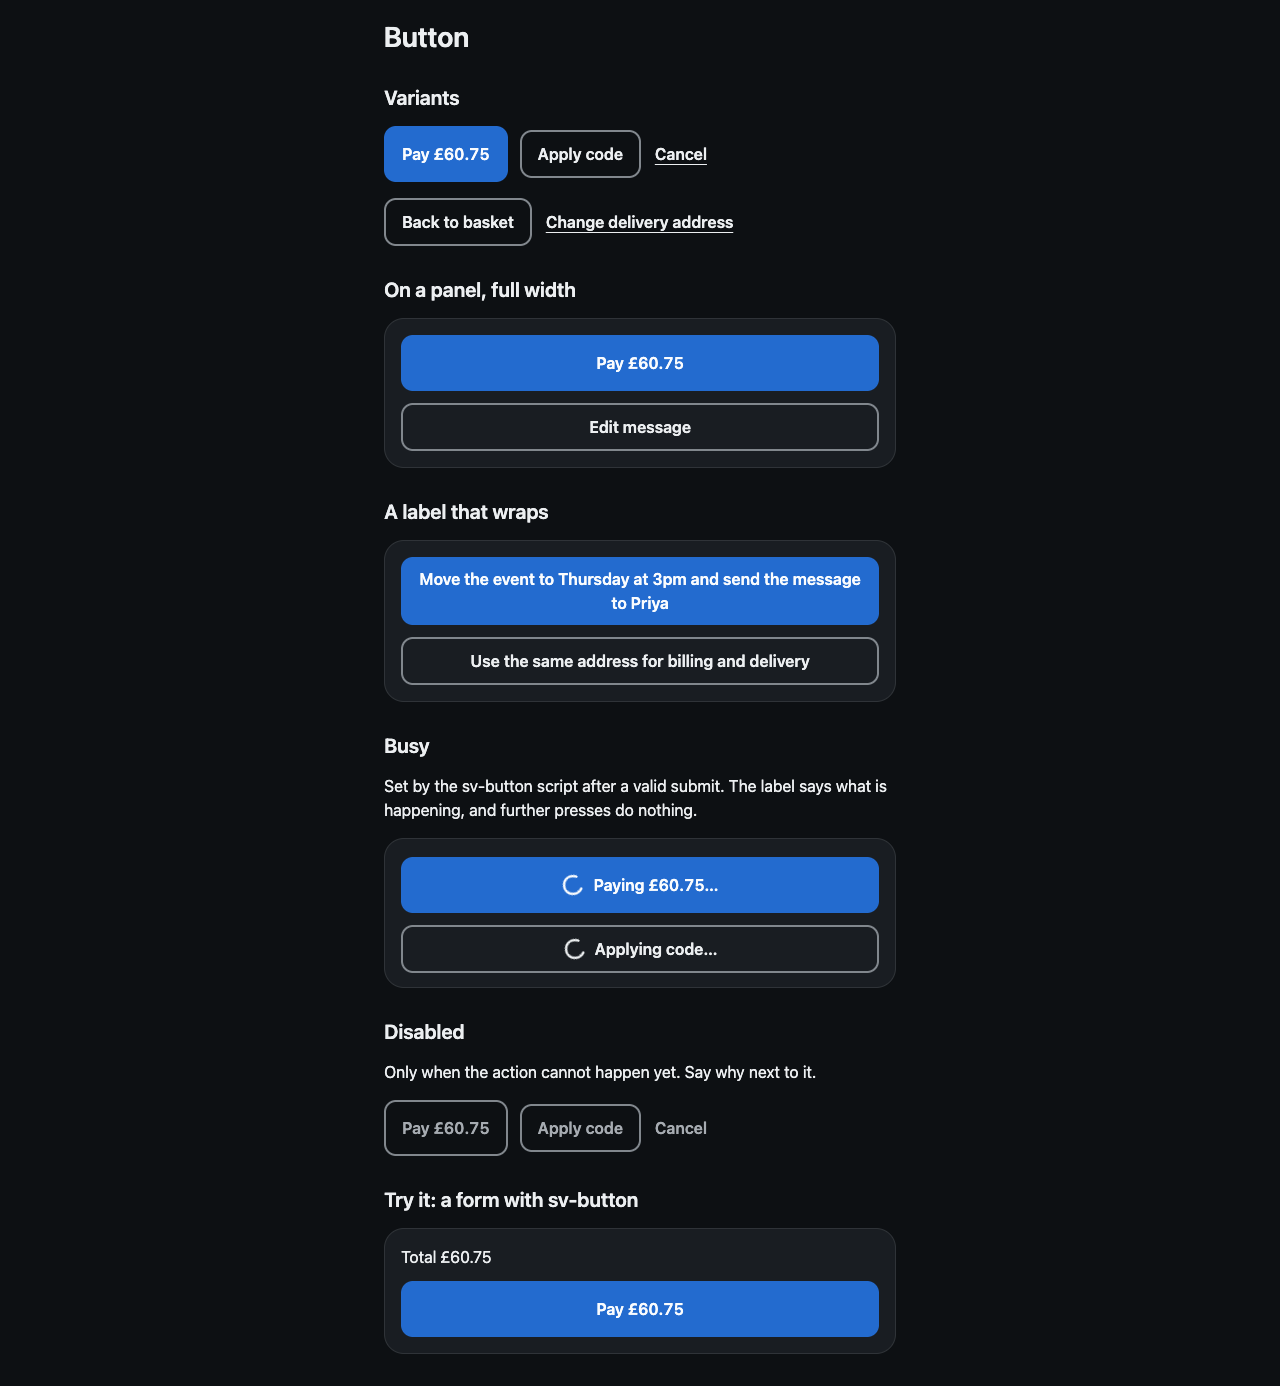 Button
Variants
Pay £60.75
Apply code
Cancel
Back to basket
Change delivery address
On a panel, full width
Pay £60.75
Edit message
A label that wraps
Move the event to Thursday at 3pm and send the message
to Priya
Use the same address for billing and delivery
Busy
Set by the sv-button script after a valid submit. The label says what is
happening, and further presses do nothing.
Paying £60.75...
Applying code...
Disabled
Only when the action cannot happen yet. Say why next to it.
Pay £60.75
Apply code
Cancel
Try it: a form with sv-button
Total £60.75
Pay £60.75